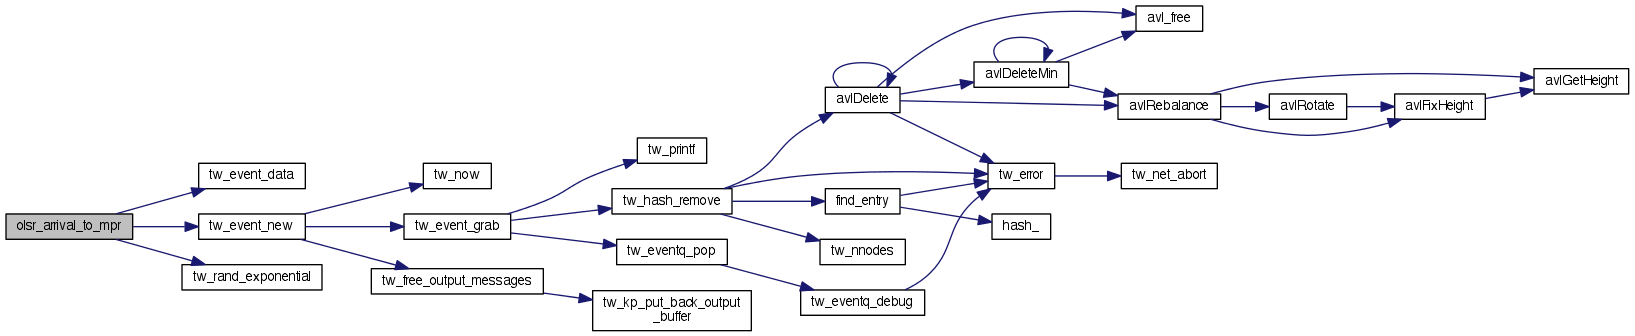 olsr_arrival_to_mpr
tw_event_data
tw_event_new
tw_rand_exponential
tw_now
tw_event_grab
tw_free_output_messages
tw_printf
tw_hash_remove
tw_eventq_pop
tw_kp_put_back_output
_buffer
avlDelete
find_entry
tw_nnodes
tw_eventq_debug
avlDeleteMin
tw_error
hash_
avl_free
avlRebalance
tw_net_abort
avlRotate
avlFixHeight
avlGetHeight